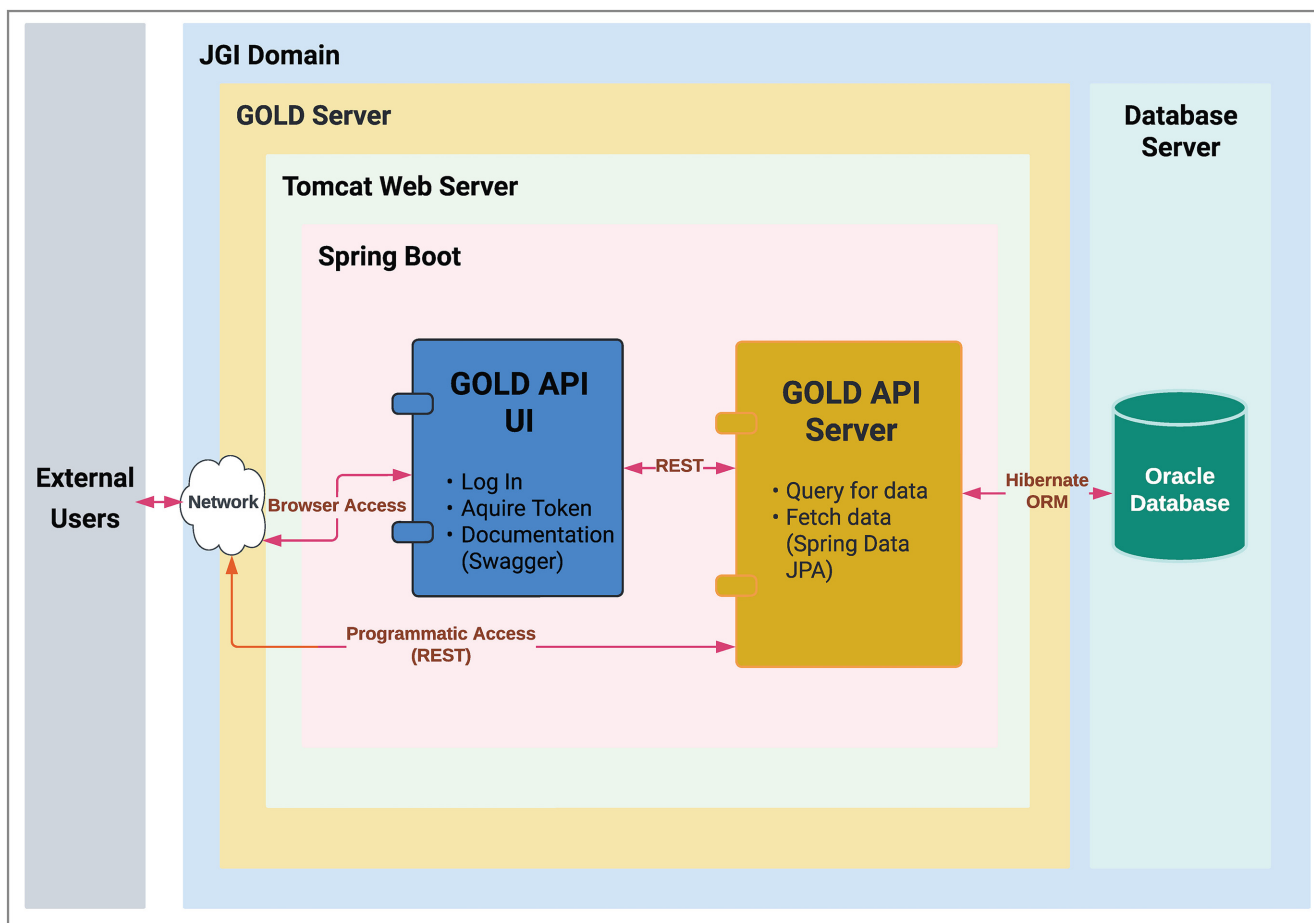 JGI Domain
GOLD Server
Database
Server
Tomcat Web Server
Spring Boot
GOLD API
UI
• Log In
• Aquire Token
• Documentation
(Swagger)
GOLD API
Server
• Query for data
• Fetch data
(Spring Data
JPA)
External
Users
Network
Browser Access
REST
Hibernate
ORM
Oracle
Database
Programmatic Access
(REST)